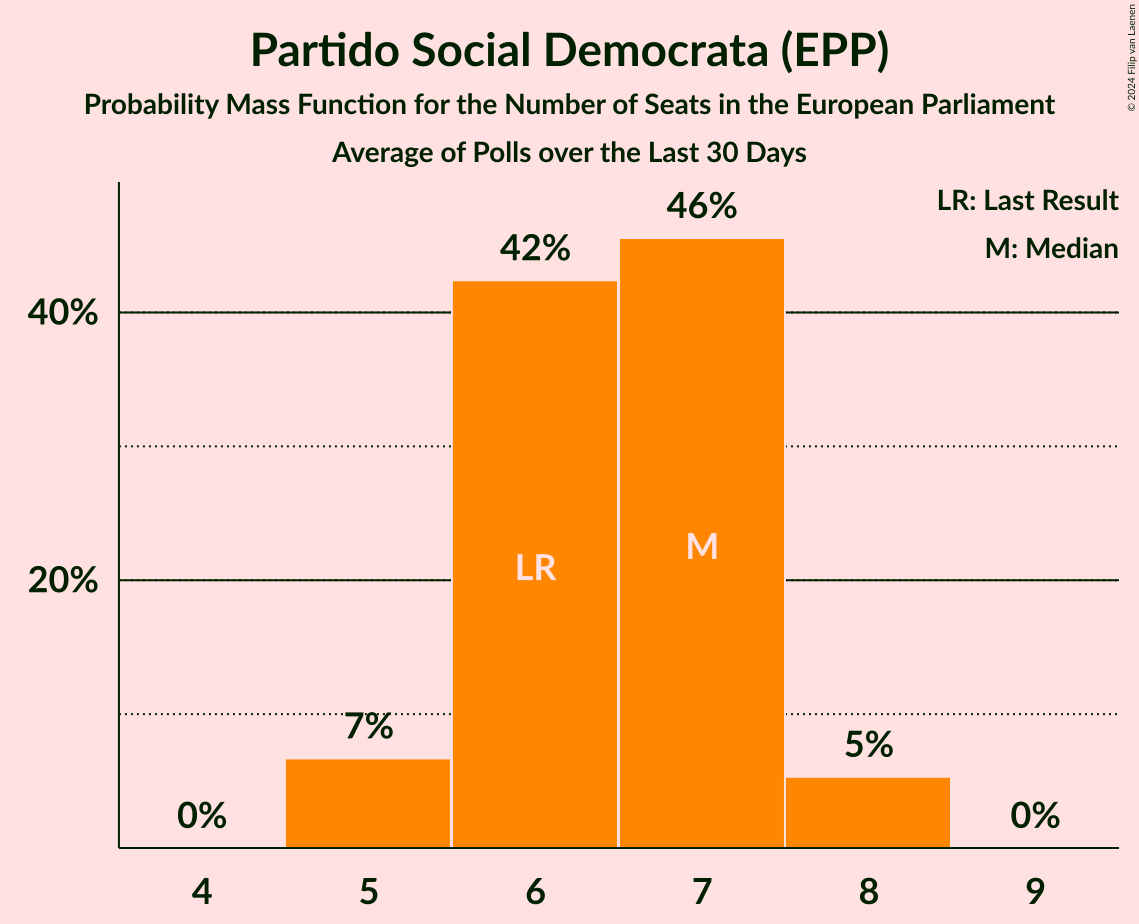 Partido Social Democrata (EPP)
Probability Mass Function for the Number of Seats in the European Parliament
Average of Polls over the Last 30 Days
© 2024 Filip van Laenen
LR: Last Result
M: Median
40%
20%
0%
7%
42%
46%
5%
0%
LR
M
4 5 6 7 8 9